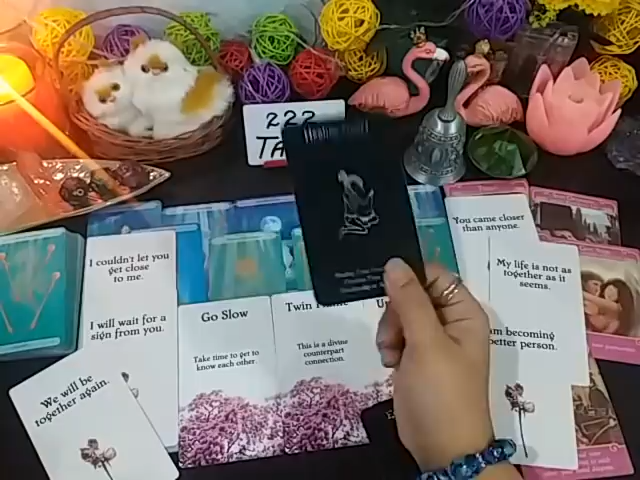 222
TA
You came closer
than anyone.
I couldn't let you
get close
to me.
My life is not as
together as it
seems.
I will wait for a
sign from you.
Go Slow
Take time to get to
know each other.
Twin
This is a divine
counterpart
connection.
becoming
better person.
We will be
together again.